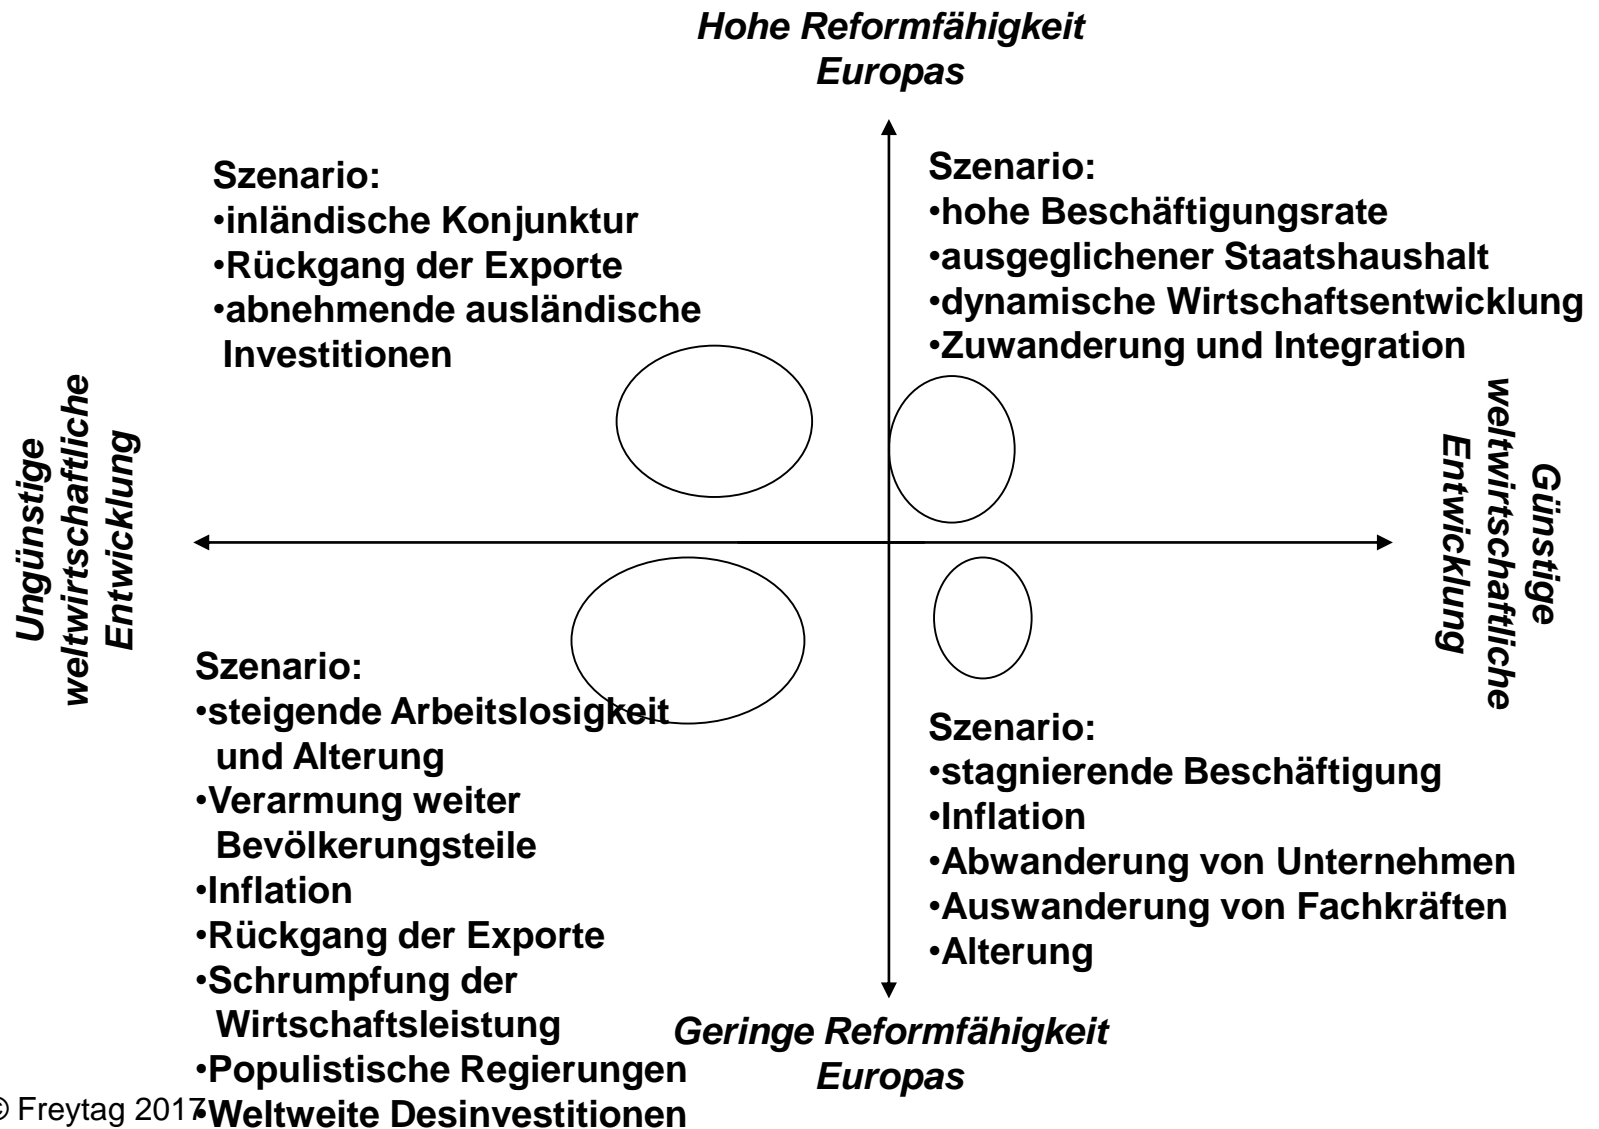 Hohe Reformfähigkeit
Europas
Szenario:
•inländische Konjunktur
•Rückgang der Exporte
•abnehmende ausländische
Investitionen
Szenario:
•hohe Beschäftigungsrate
•ausgeglichener Staatshaushalt
•dynamische Wirtschaftsentwicklung
•Zuwanderung und Integration
Ungünstige
weltwirtschaftliche
Entwicklung
Günstige
weltwirtschaftliche
Entwicklung
Szenario:
•steigende Arbeitslosigkeit
und Alterung
•Verarmung weiter
Bevölkerungsteile
•Inflation
•Rückgang der Exporte
•Schrumpfung der
Wirtschaftsleistung
•Populistische Regierungen
•Weltweite Desinvestitionen
Szenario:
•stagnierende Beschäftigung
•Inflation
•Abwanderung von Unternehmen
•Auswanderung von Fachkräften
•Alterung
Geringe Reformfähigkeit
Europas
© Freytag 2017